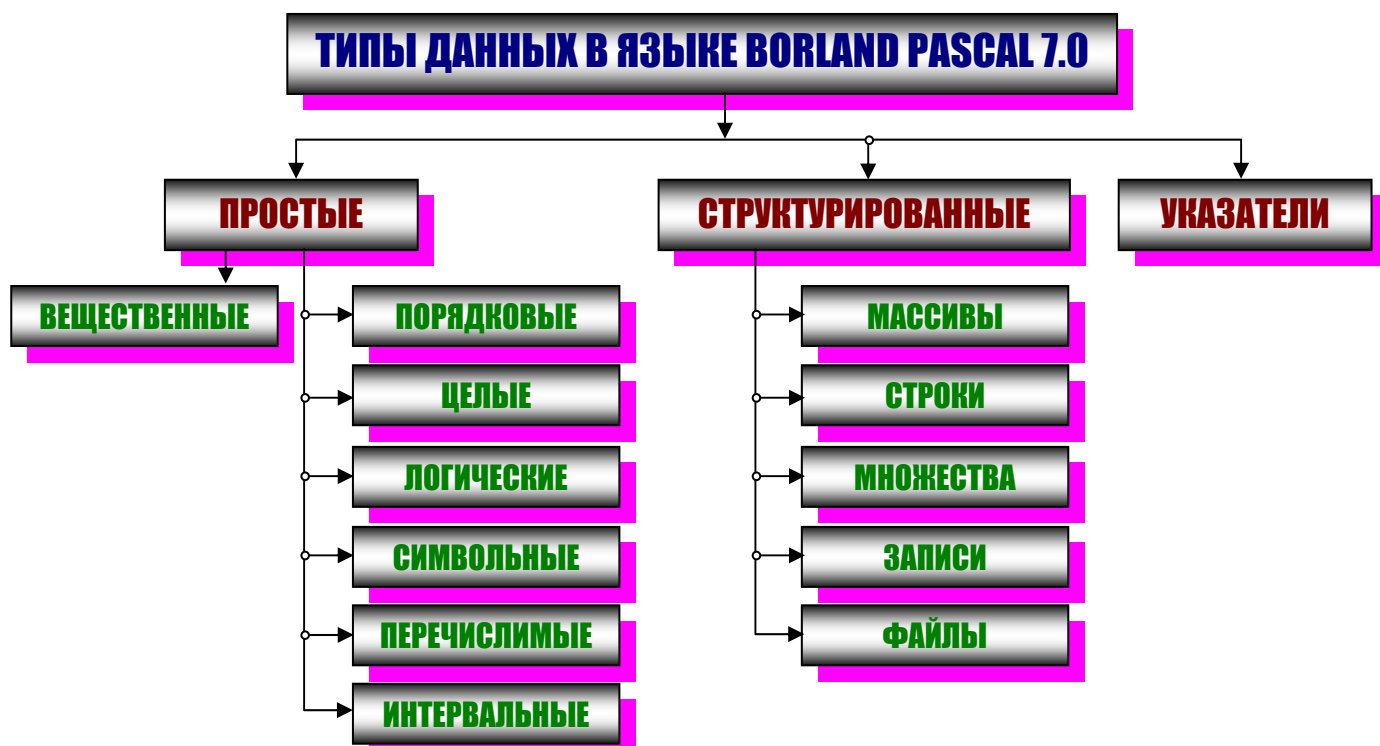 ТИПЫ ДАННЫХ В ЯЗЫКЕ BORLAND PASCAL 7.0
ПРОСТЫЕ
СТРУКТУРИРОВАННЫЕ
УКАЗАТЕЛИ
ВЕЩЕСТВЕННЫЕ
ПОРЯДКОВЫЕ
ЦЕЛЫЕ
ЛОГИЧЕСКИЕ
СИМВОЛЬНЫЕ
ПЕРЕЧИСЛИМЫЕ
ИНТЕРВАЛЬНЫЕ
МАССИВЫ
СТРОКИ
МНОЖЕСТВА
ЗАПИСИ
ФАЙЛЫ